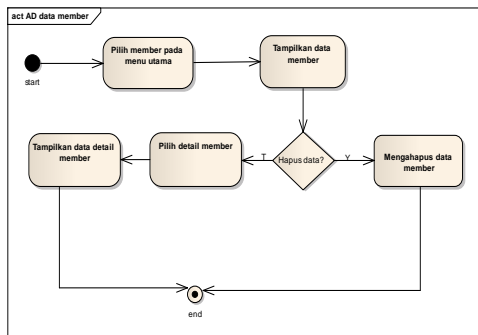 act AD data member
Pilih member pada
menu utama
Tampilkan data
member
start
Tampilkan data detail
member
Pilih detail member
T
Hapus data?
Y
Mengahapus data
member
end